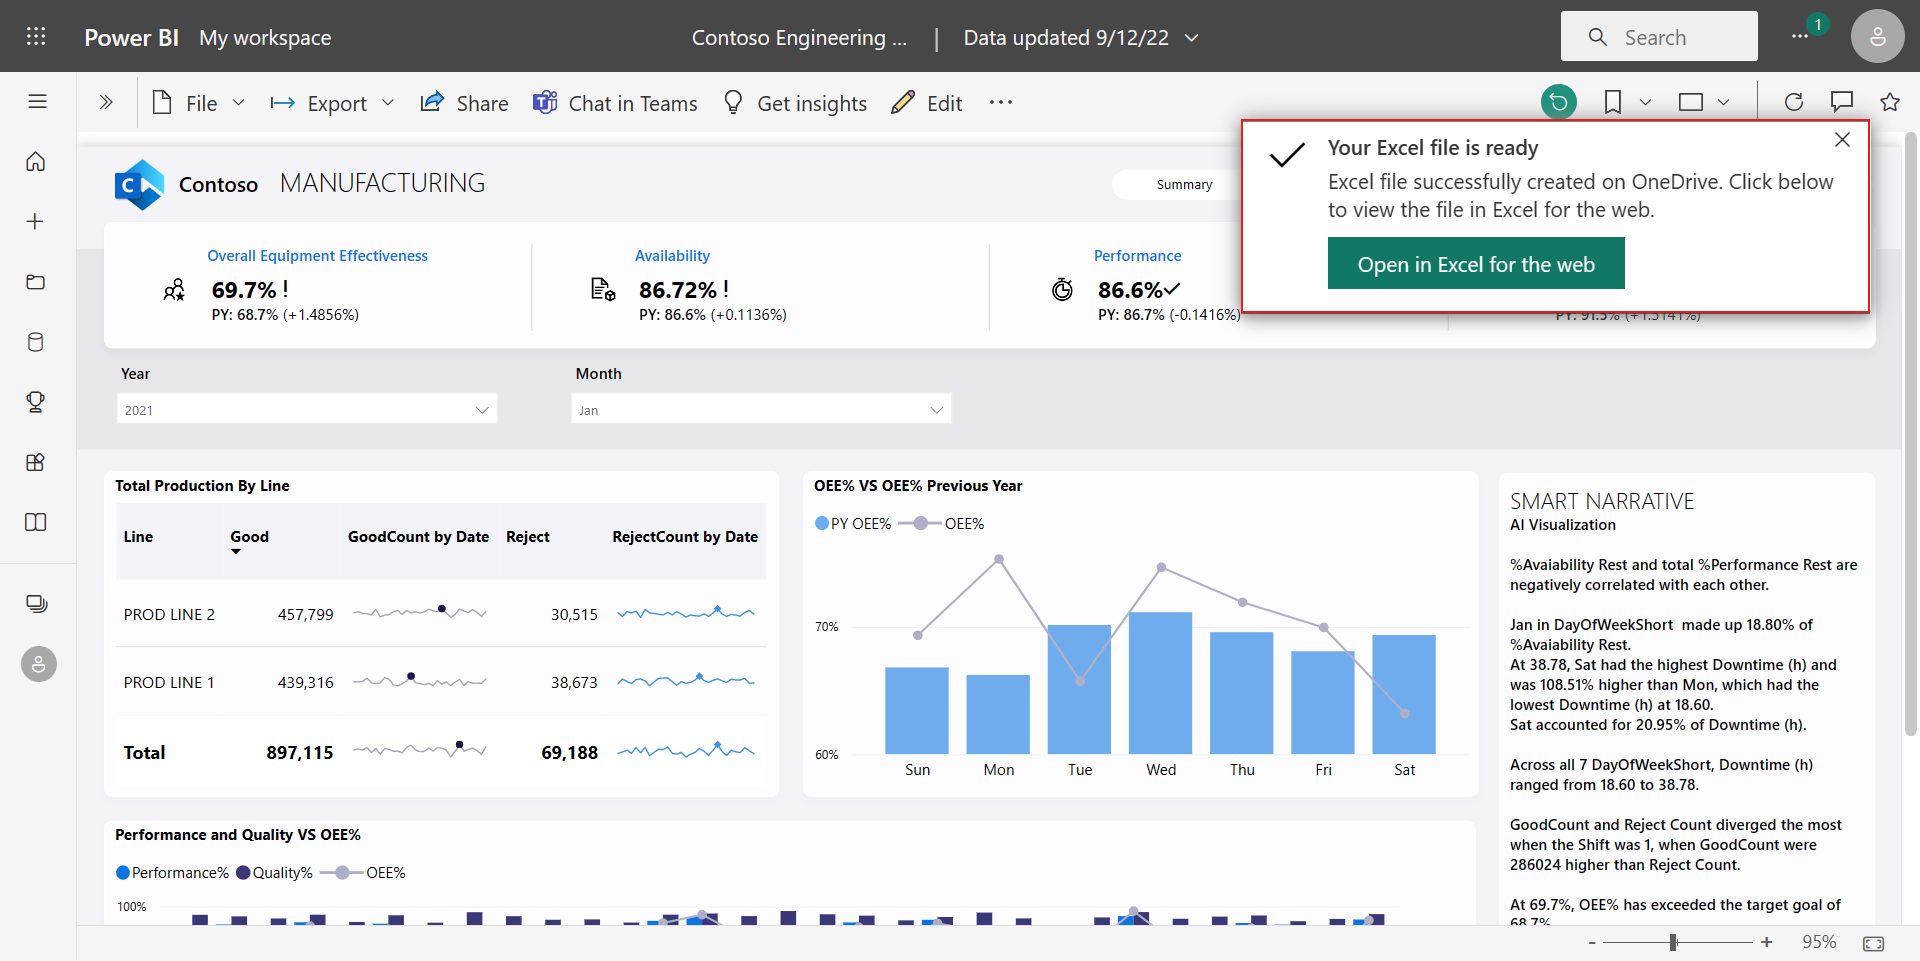 Power BI My workspace
Contoso Engineering ... | Data updated 9/12/22
Search
1
File Export Share Chat in Teams Get insights Edit ...
Your Excel file is ready
Excel file successfully created on OneDrive. Click below
to view the file in Excel for the web.
Open in Excel for the web
Contoso MANUFACTURING
Summary
Overall Equipment Effectiveness
69.7% !
PY: 68.7% (+1.4856%)
Availability
86.72% !
PY: 86.6% (+0.1136%)
Performance
86.6%
PY: 86.7% (-0.1416%)
PY: 91.5% (+1.5141%)
Year
2021
Month
Jan
Total Production By Line
Line Good GoodCount by Date Reject RejectCount by Date
PROD LINE 2 457,799 30,515
PROD LINE 1 439,316 38,673
Total 897,115 69,188
OEE% VS OEE% Previous Year
PY OEE% OEE%
70%
60%
Sun Mon Tue Wed Thu Fri Sat
SMART NARRATIVE
AI Visualization
%Avaiability Rest and total %Performance Rest are
negatively correlated with each other.
Jan in DayOfWeekShort made up 18.80% of
%Avaiability Rest.
At 38.78, Sat had the highest Downtime (h) and
was 108.51% higher than Mon, which had the
lowest Downtime (h) at 18.60.
Sat accounted for 20.95% of Downtime (h).
Across all 7 DayOfWeekShort, Downtime (h)
ranged from 18.60 to 38.78.
GoodCount and Reject Count diverged the most
when the Shift was 1, when GoodCount were
286024 higher than Reject Count.
At 69.7%, OEE% has exceeded the target goal of
68.7%
Performance and Quality VS OEE%
Performance% Quality% OEE%
100%
- + 95%